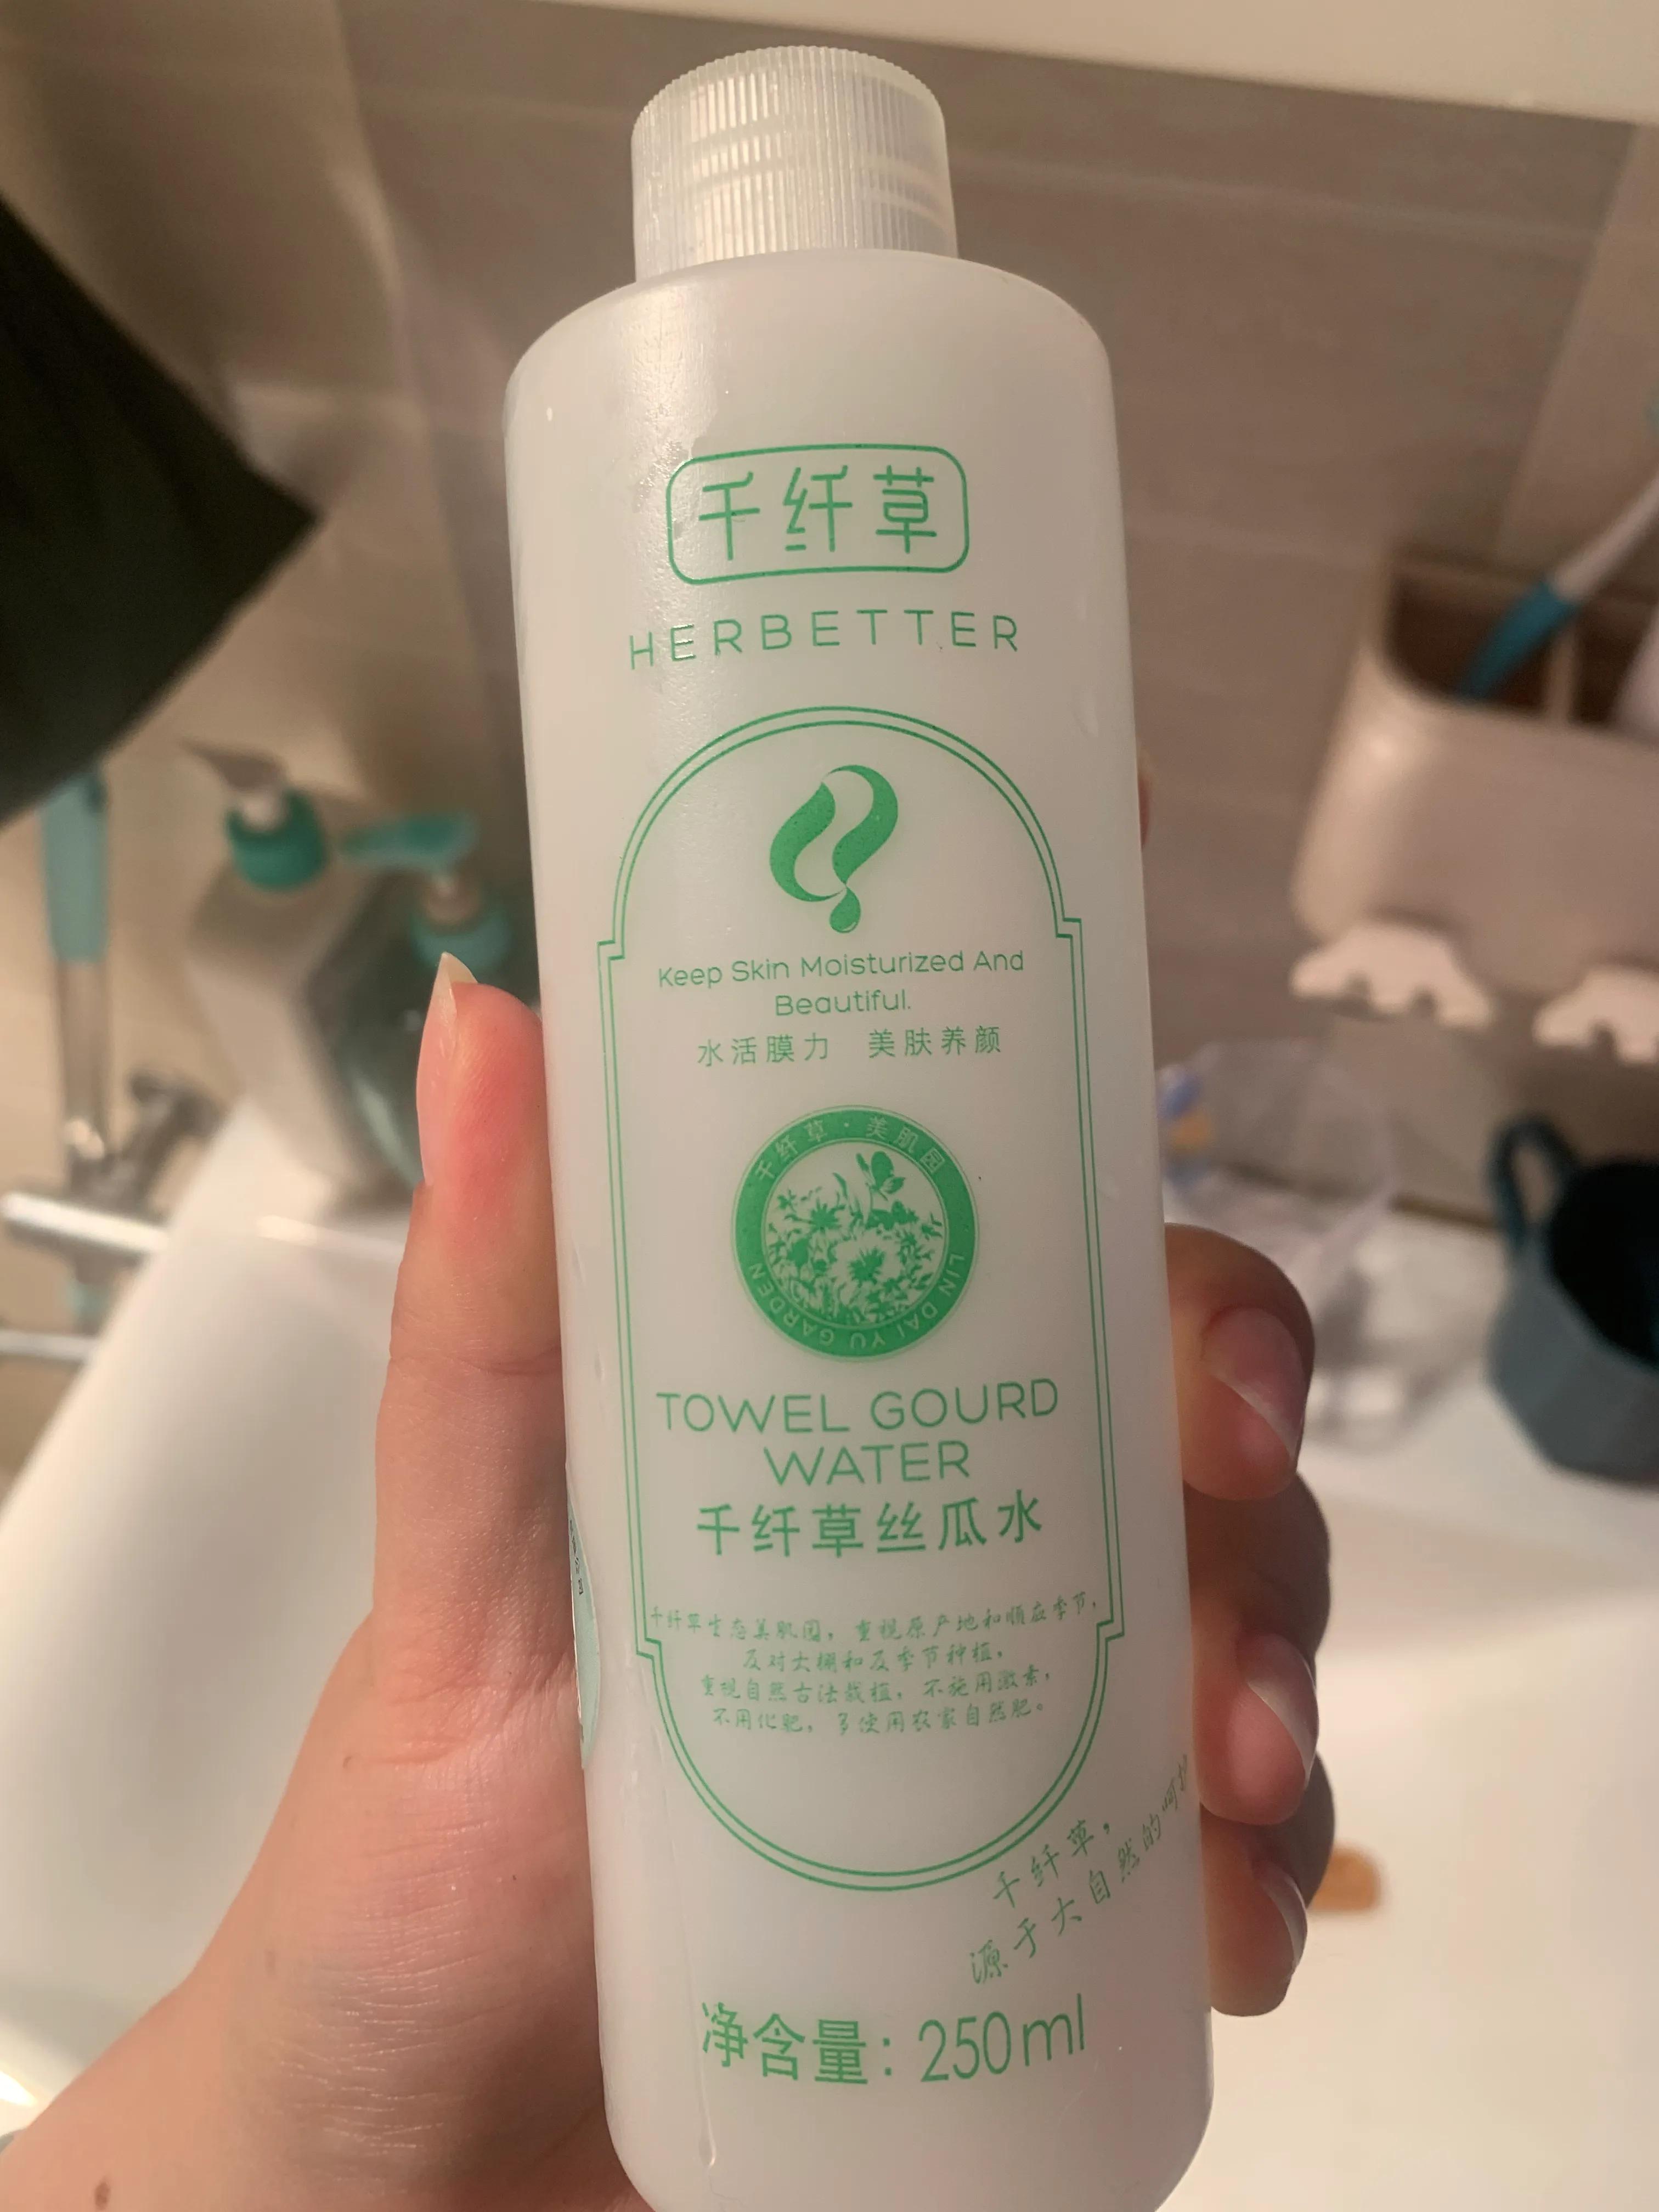 千纤草
HERBETTER
Keep Skin Moisturized And
Beautiful.
水活膜力 美肤养颜
千纤草·美肌园
LIN DAI YU GARDEN
TOWEL GOURD
WATER
千纤草丝瓜水
千纤草生态美肌园，重视原产地和顺应季节，
反对大棚和反季节种植，
重视自然古法栽植，不施用激素，
不用化肥，多使用农家自然肥。
千纤草，
源于大自然的呵护
净含量：250ml